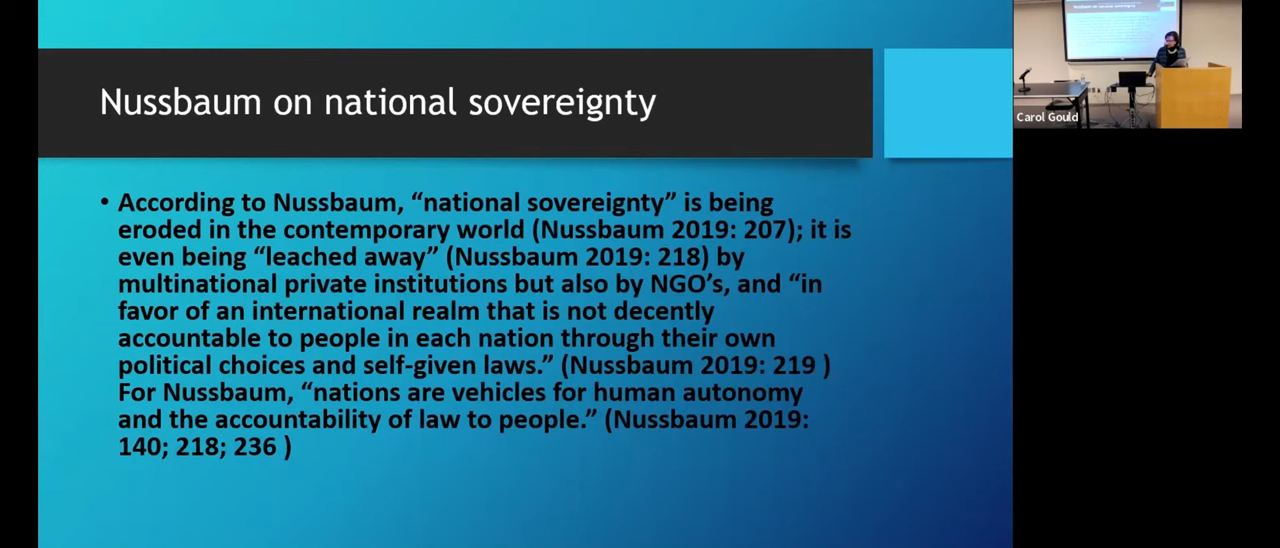 Nussbaum on national sovereignty
• According to Nussbaum, “national sovereignty” is being
eroded in the contemporary world (Nussbaum 2019: 207); it is
even being “leached away” (Nussbaum 2019: 218) by
multinational private institutions but also by NGO’s, and “in
favor of an international realm that is not decently
accountable to people in each nation through their own
political choices and self-given laws.” (Nussbaum 2019: 219 )
For Nussbaum, “nations are vehicles for human autonomy
and the accountability of law to people.” (Nussbaum 2019:
140; 218; 236 )
Nussbaum on national sovereignty
Carol Gould